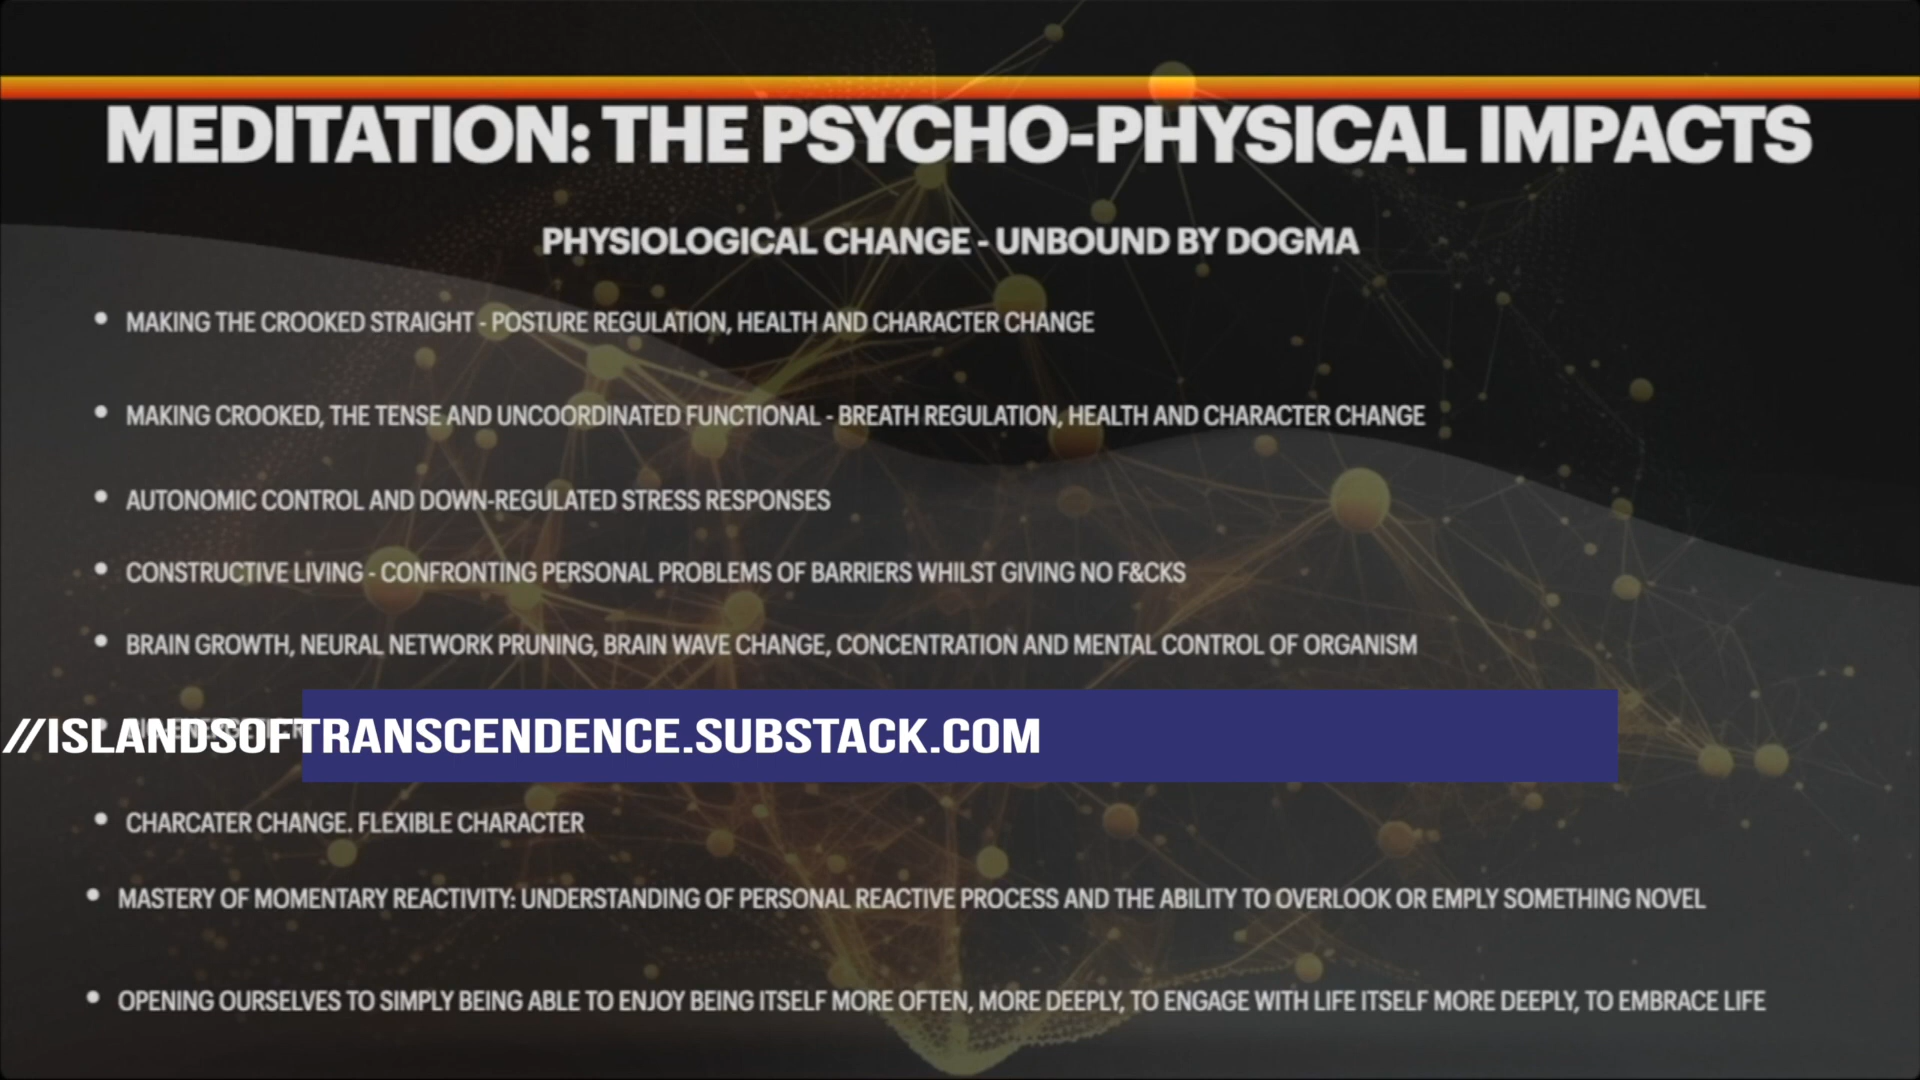 MEDITATION: THE PSYCHO-PHYSICAL IMPACTS
PHYSIOLOGICAL CHANGE - UNBOUND BY DOGMA
• MAKING THE CROOKED STRAIGHT - POSTURE REGULATION, HEALTH AND CHARACTER CHANGE
• MAKING CROOKED, THE TENSE AND UNCOORDINATED FUNCTIONAL - BREATH REGULATION, HEALTH AND CHARACTER CHANGE
• AUTONOMIC CONTROL AND DOWN-REGULATED STRESS RESPONSES
• CONSTRUCTIVE LIVING - CONFRONTING PERSONAL PROBLEMS OF BARRIERS WHILST GIVING NO F&CKS
• BRAIN GROWTH, NEURAL NETWORK PRUNING, BRAIN WAVE CHANGE, CONCENTRATION AND MENTAL CONTROL OF ORGANISM
//ISLANDSOFTRANSCENDENCE.SUBSTACK.COM
• CHARCATER CHANGE. FLEXIBLE CHARACTER
• MASTERY OF MOMENTARY REACTIVITY: UNDERSTANDING OF PERSONAL REACTIVE PROCESS AND THE ABILITY TO OVERLOOK OR EMPLY SOMETHING NOVEL
• OPENING OURSELVES TO SIMPLY BEING ABLE TO ENJOY BEING ITSELF MORE OFTEN, MORE DEEPLY, TO ENGAGE WITH LIFE ITSELF MORE DEEPLY, TO EMBRACE LIFE